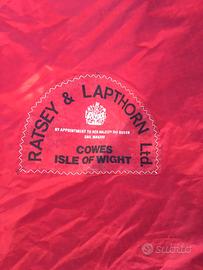 RATSEY & LAPTHORN Ltd.
BY APPOINTMENT TO HER MAJESTY THE QUEEN
SAIL MAKERS
COWES
ISLE OF WIGHT
subito